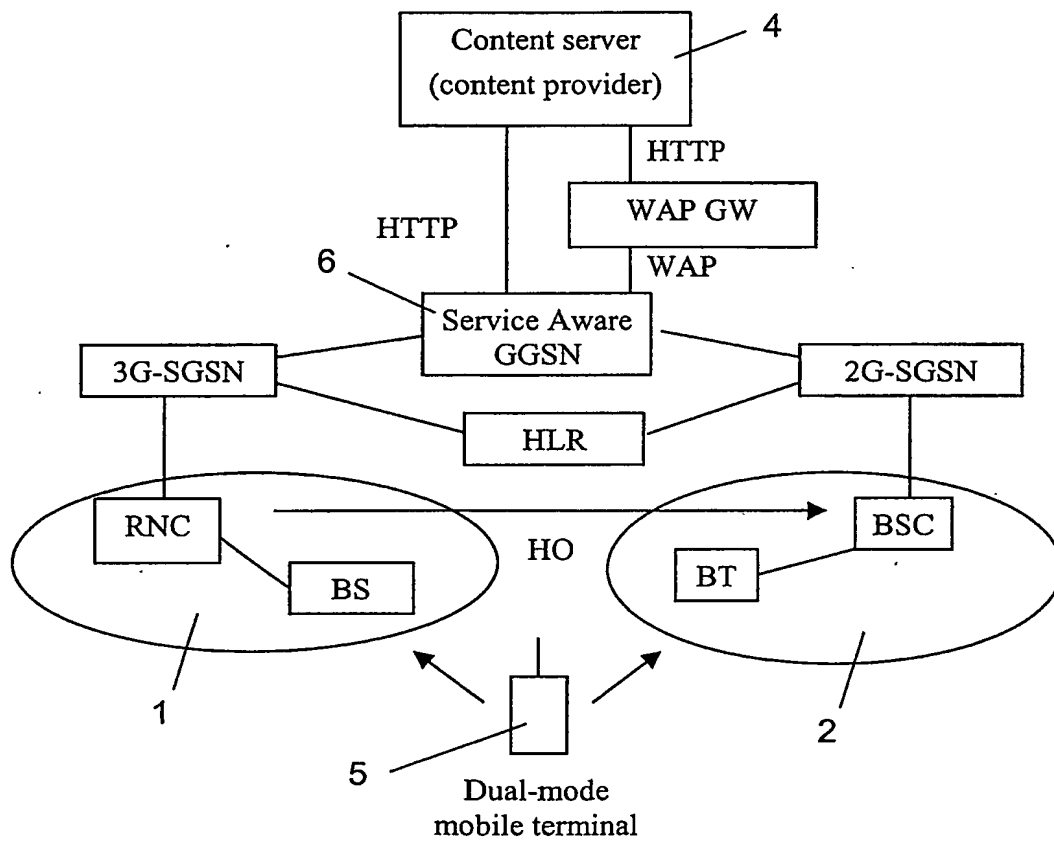 Content server
(content provider)
4
HTTP
WAP GW
HTTP
WAP
6
Service Aware
GGSN
3G-SGSN
2G-SGSN
HLR
RNC
BSC
HO
BS
BT
1
2
5
Dual-mode
mobile terminal